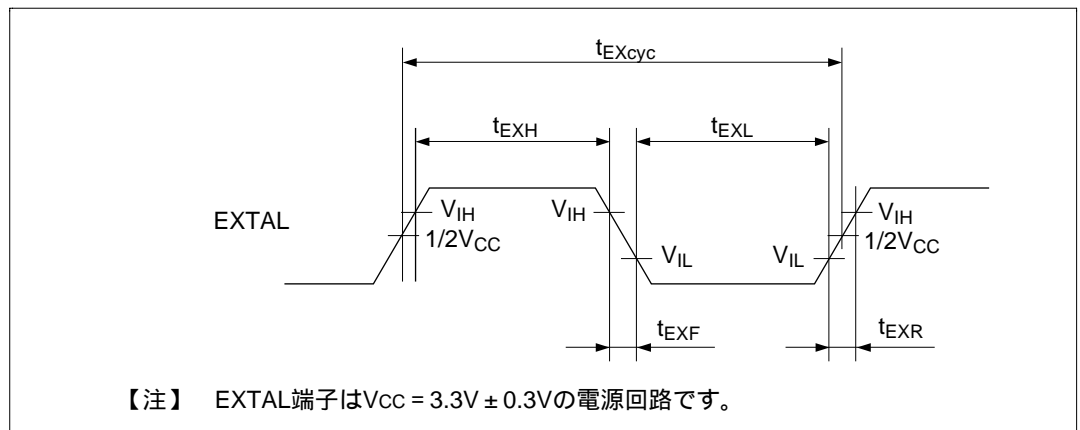 tEXcyc
tEXH tEXL
EXTAL
VIH VIH VIH
1/2VCC 1/2VCC
VIL VIL
tEXF tEXR
【注】 EXTAL端子はVcc = 3.3V ± 0.3Vの電源回路です。